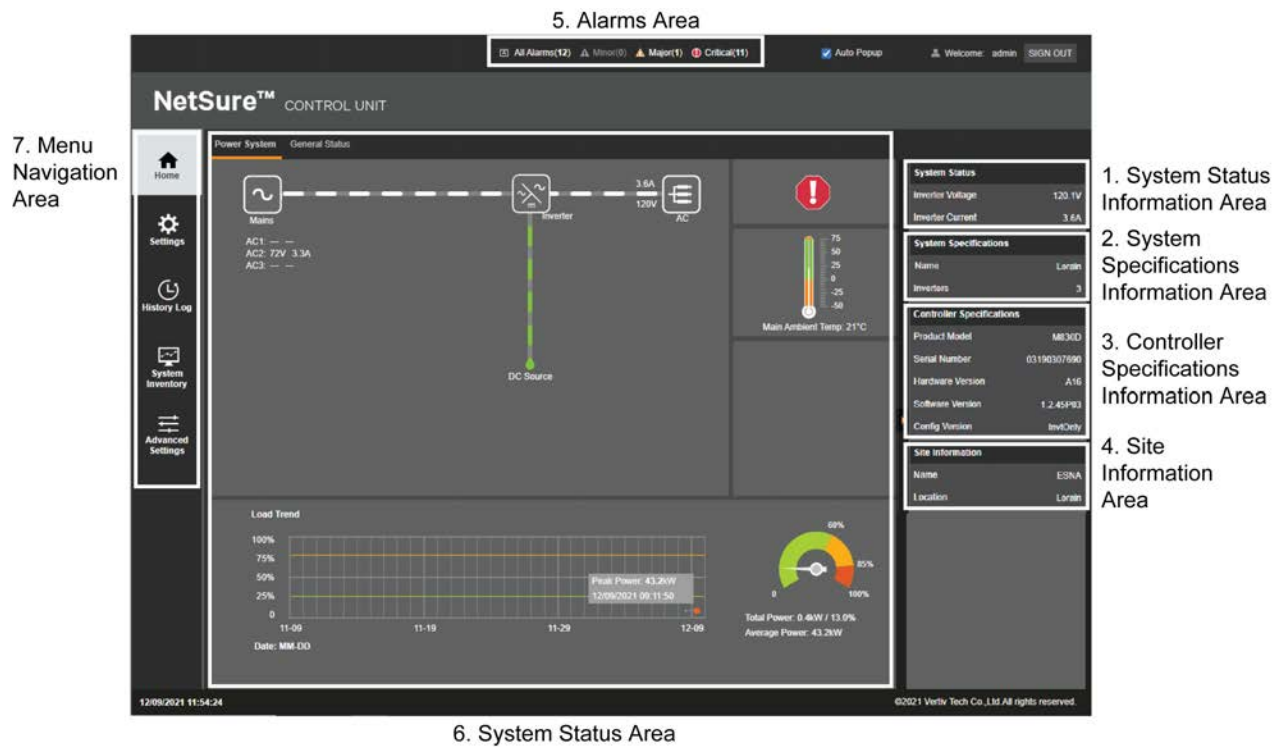 5. Alarms Area
All Alarms(12) Minor(0) Major(1) Critical(11)
Auto Popup
Welcome: admin SIGN OUT
NetSure™ CONTROL UNIT
7. Menu
Navigation
Area
Home
Settings
History Log
System
Inventory
Advanced
Settings
Power System General Status
Mains
AC1: — —
AC2: 72V 3.3A
AC3: — —
Inverter
3.6A
120V
AC
DC Source
75
50
25
0
-25
-50
Main Ambient Temp: 21°C
System Status
Inverter Voltage 120.1V
Inverter Current 3.6A
System Specifications
Name Lorain
Inverters 3
Controller Specifications
Product Model M830D
Serial Number 03190307690
Hardware Version A16
Software Version 1.2.45P03
Config Version InvtOnly
Site Information
Name ESNA
Location Lorain
1. System Status
Information Area
2. System
Specifications
Information Area
3. Controller
Specifications
Information Area
4. Site
Information
Area
Load Trend
100%
75%
50%
25%
0
11-09 11-19 11-29 12-09
Date: MM-DD
Peak Power: 43.2kW
12/09/2021 09:11:50
60%
85%
0 100%
Total Power: 0.4kW / 13.0%
Average Power: 43.2kW
12/09/2021 11:54:24
©2021 Vertiv Tech Co.,Ltd.All rights reserved.
6. System Status Area